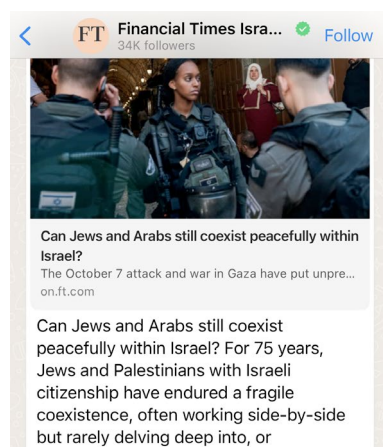 FT Financial Times Isra... Follow
34K followers
Can Jews and Arabs still coexist peacefully within
Israel?
The October 7 attack and war in Gaza have put unpre...
on.ft.com
Can Jews and Arabs still coexist
peacefully within Israel? For 75 years,
Jews and Palestinians with Israeli
citizenship have endured a fragile
coexistence, often working side-by-side
but rarely delving deep into, or